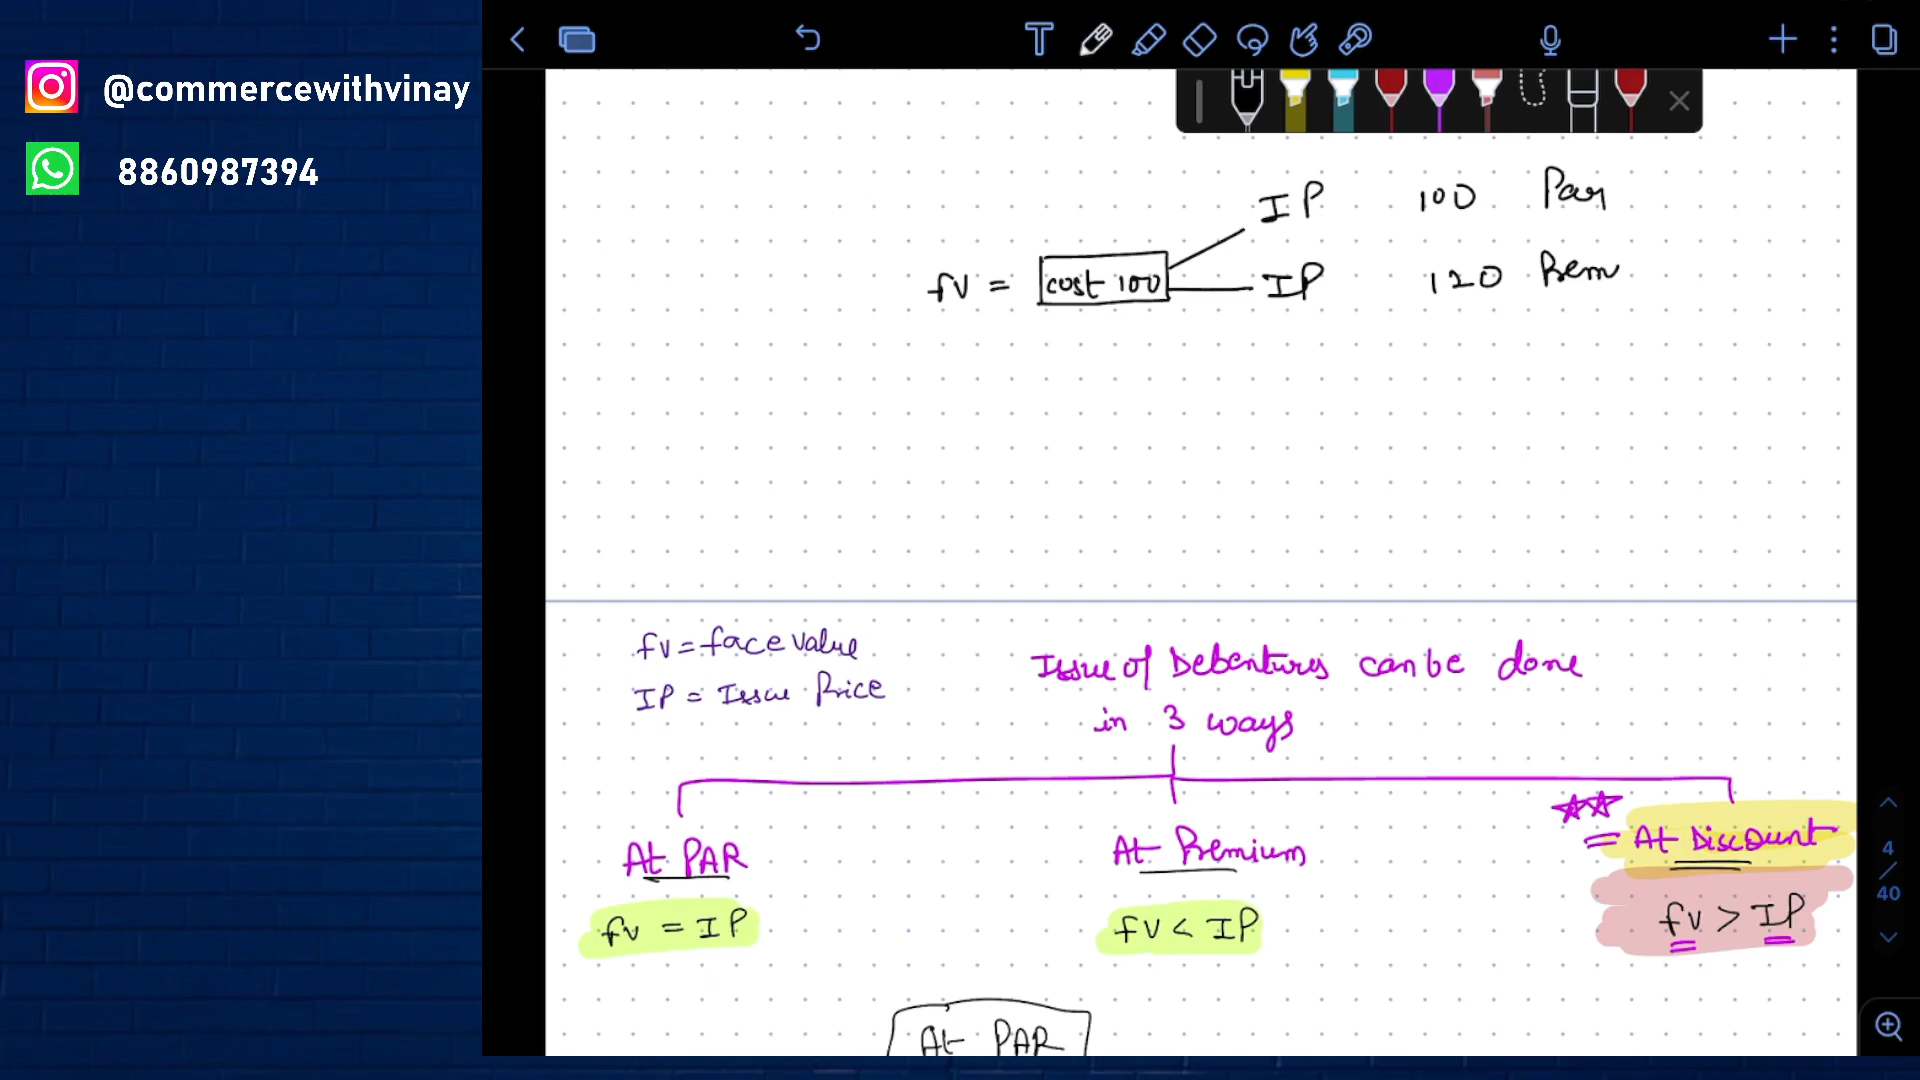 @commercewithvinay
8860987394
IP 100 Par
fv = cost 100 IP 120 Prem
fv = face value
IP = Issue Price
Issue of Debentures can be done
in 3 ways
At PAR
At Premium
= At Discount
fv = IP
fv < IP
fv > IP
At PAR
4
/
40